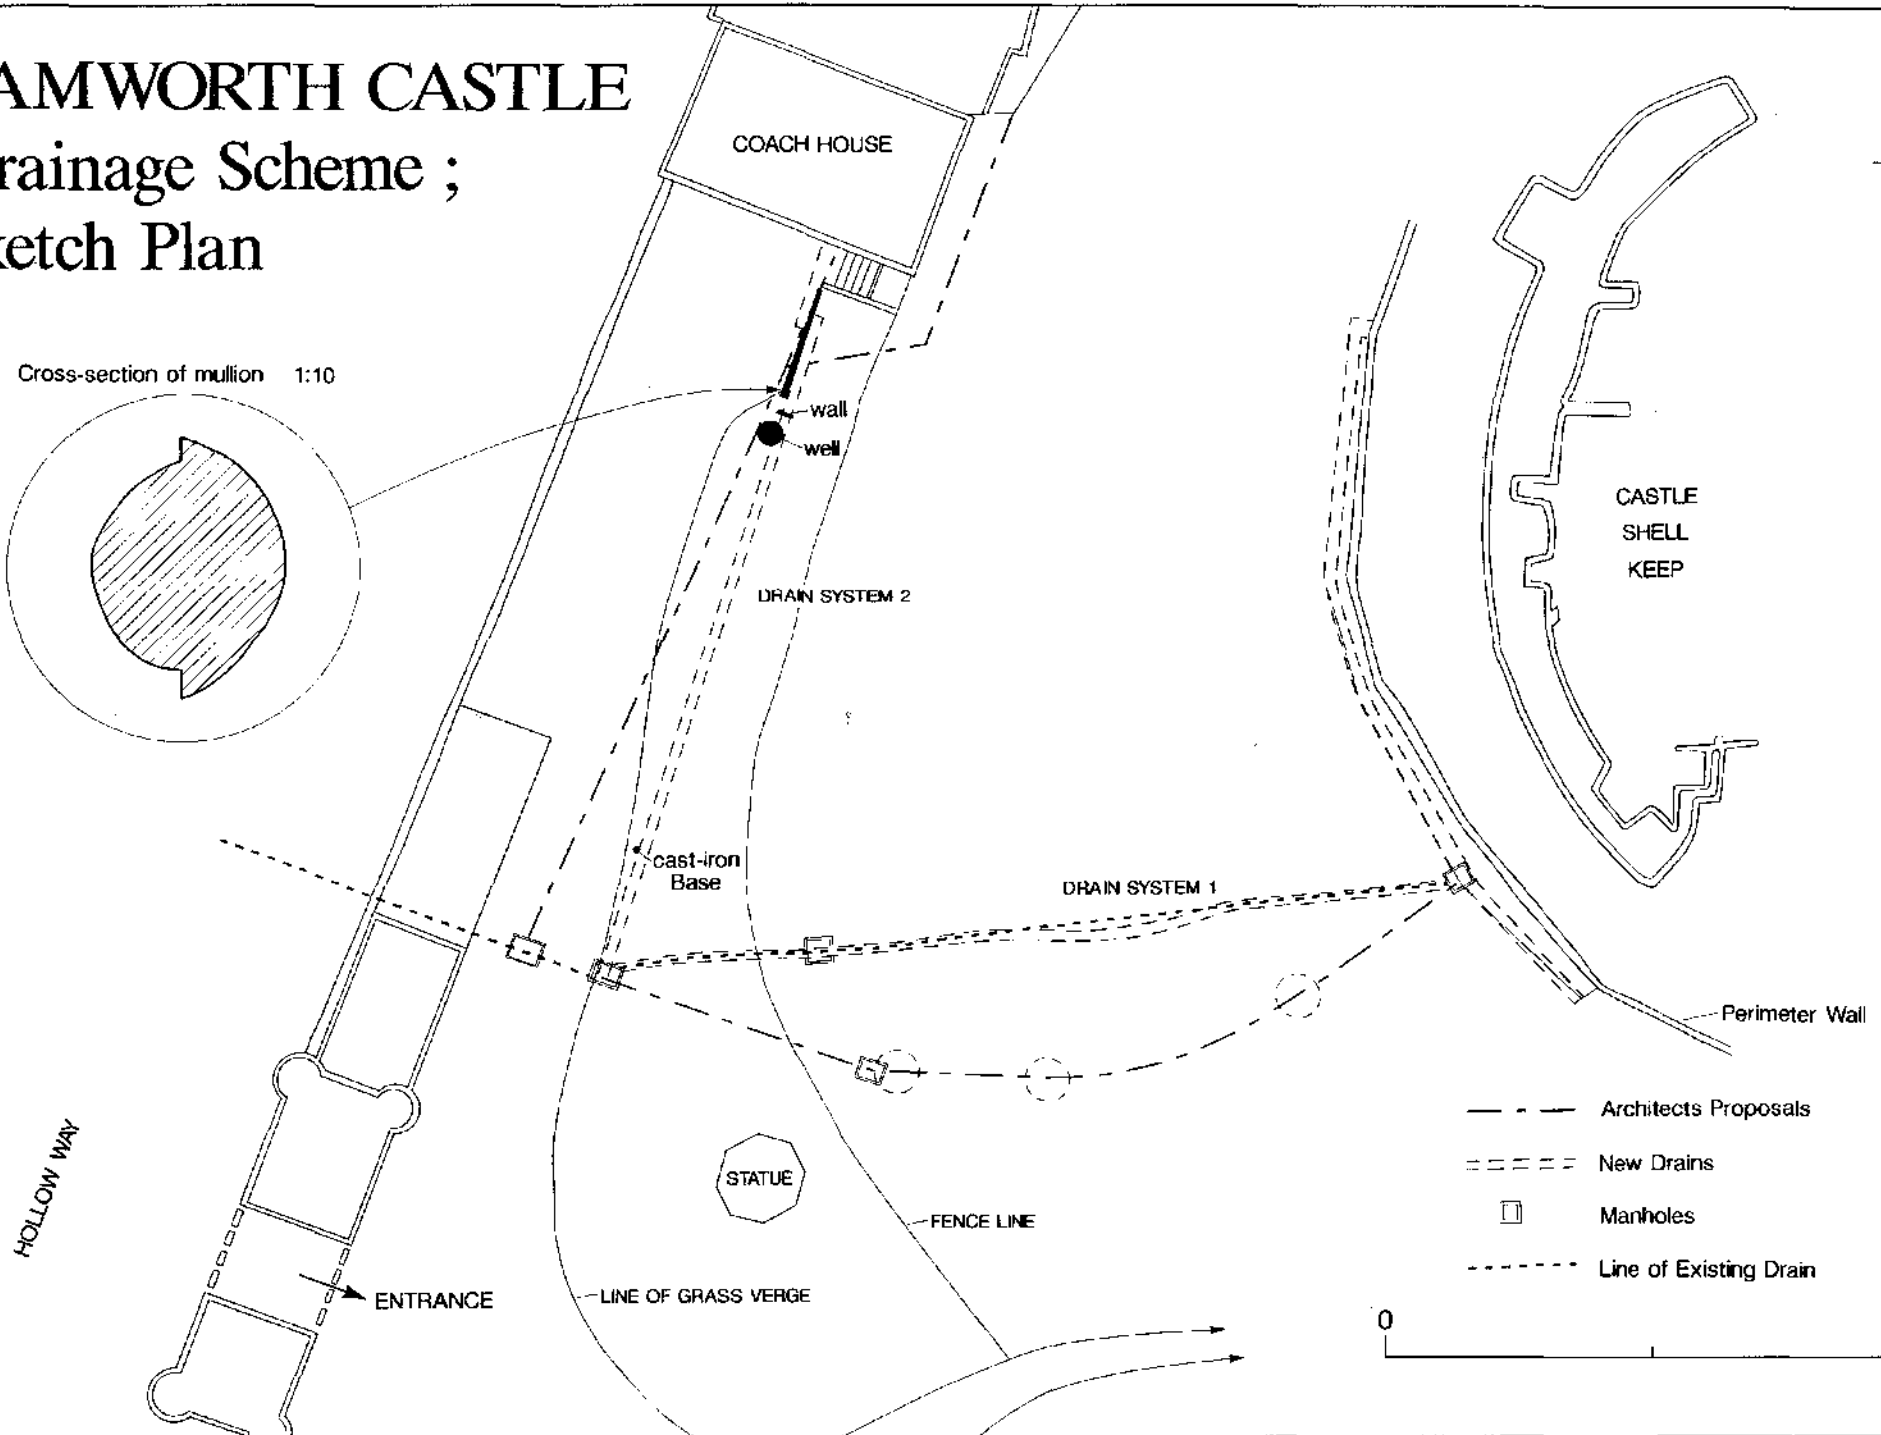 AMWORTH CASTLE
rainage Scheme ;
ketch Plan
COACH HOUSE
Cross-section of mullion 1:10
wall
well
CASTLE
SHELL
KEEP
DRAIN SYSTEM 2
cast-iron
Base
DRAIN SYSTEM 1
Perimeter Wall
Architects Proposals
New Drains
Manholes
Line of Existing Drain
HOLLOW WAY
STATUE
FENCE LINE
LINE OF GRASS VERGE
ENTRANCE
0